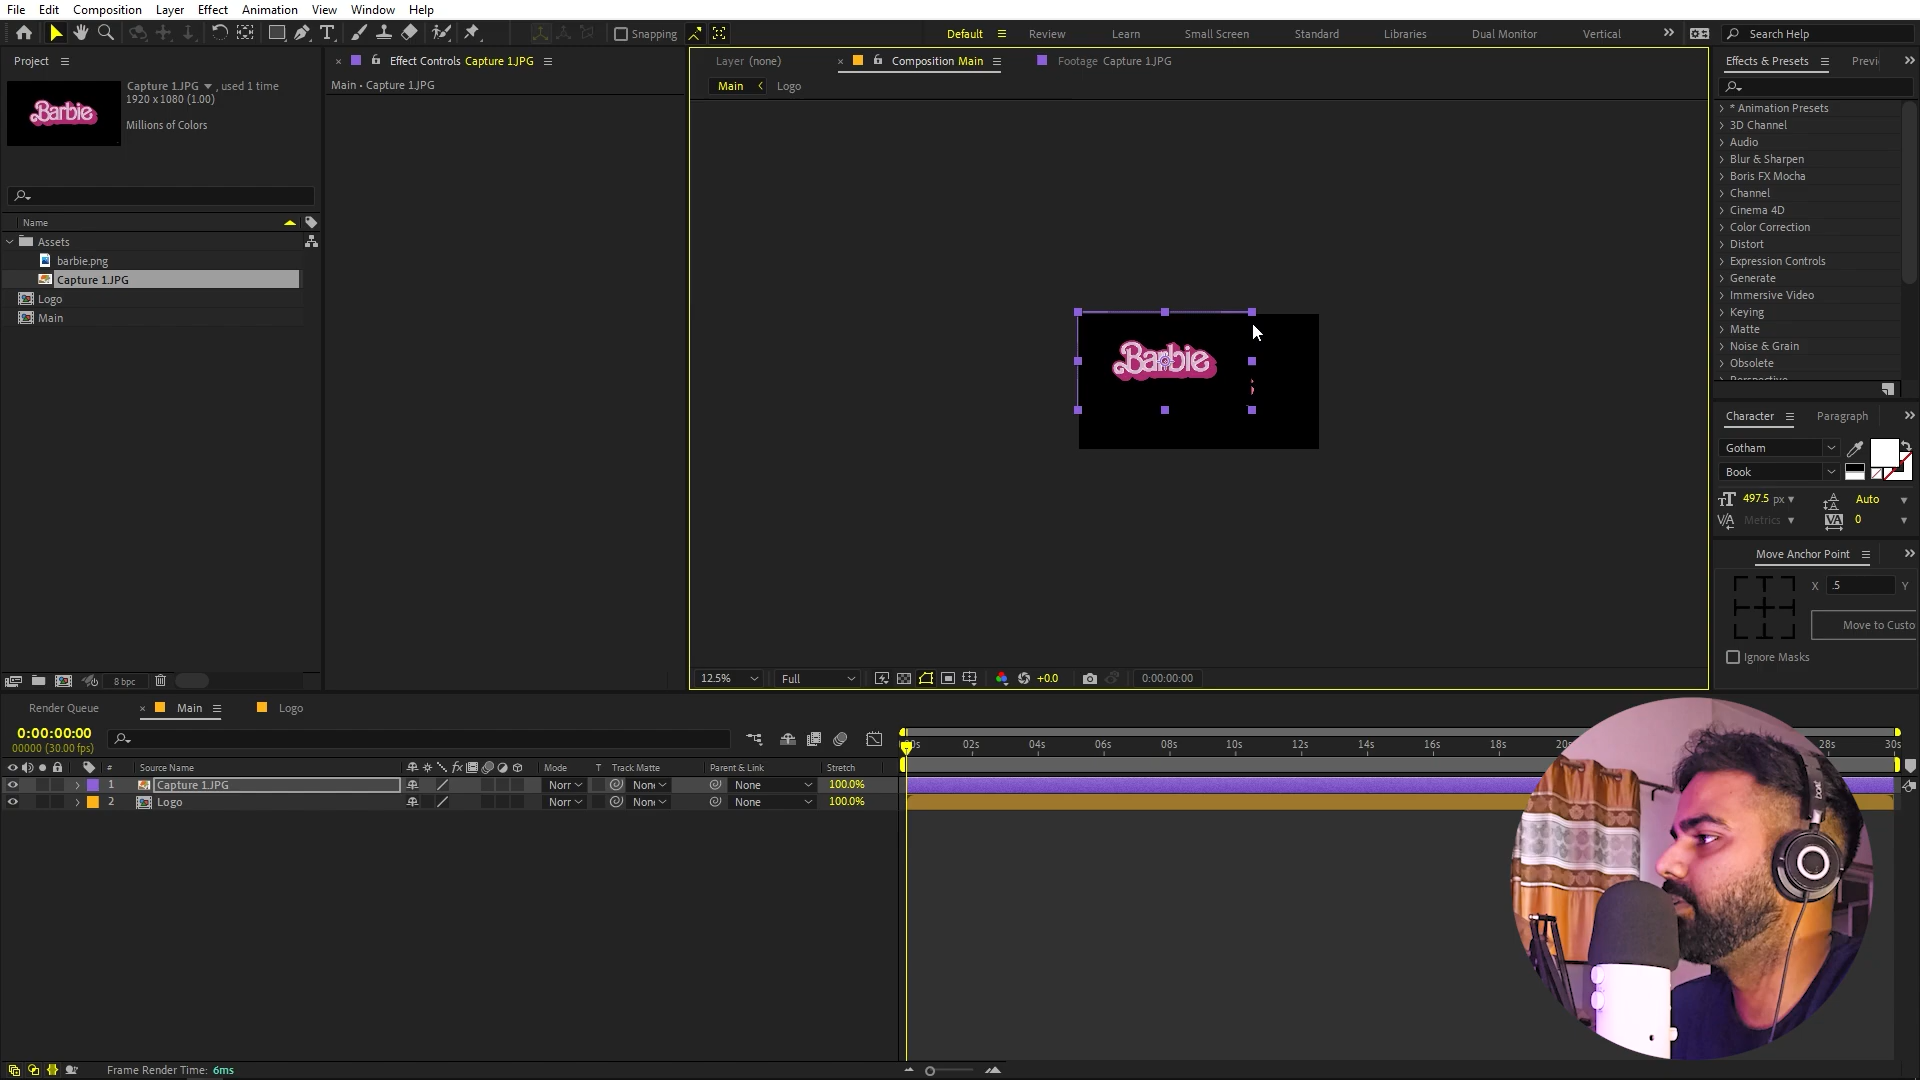 File Edit Composition Layer Effect Animation View Window Help
Snapping
Default Review Learn Small Screen Standard Libraries Dual Monitor Vertical Search Help
Project
Capture 1.JPG , used 1 time
1920 x 1080 (1.00)
Millions of Colors
Barbie
Name
Assets
barbie.png
Capture 1.JPG
Logo
Main
8 bpc
Effect Controls Capture 1.JPG
Main • Capture 1.JPG
Layer (none) Composition Main Footage Capture 1.JPG
Main Logo
Barbie
12.5% Full +0.0 0:00:00:00
Effects & Presets Previ
* Animation Presets
3D Channel
Audio
Blur & Sharpen
Boris FX Mocha
Channel
Cinema 4D
Color Correction
Distort
Expression Controls
Generate
Immersive Video
Keying
Matte
Noise & Grain
Obsolete
Perspective
Character Paragraph
Gotham
Book
497.5 px Auto
Metrics 0
Move Anchor Point
X .5 Y
Move to Custo
Ignore Masks
Render Queue Main Logo
0:00:00:00
00000 (30.00 fps)
00s 02s 04s 06s 08s 10s 12s 14s 16s 18s 28s 30s
# Source Name Mode T Track Matte Parent & Link Stretch
1 Capture 1.JPG Norr None None 100.0%
2 Logo Norr None None 100.0%
Frame Render Time: 6ms
boat